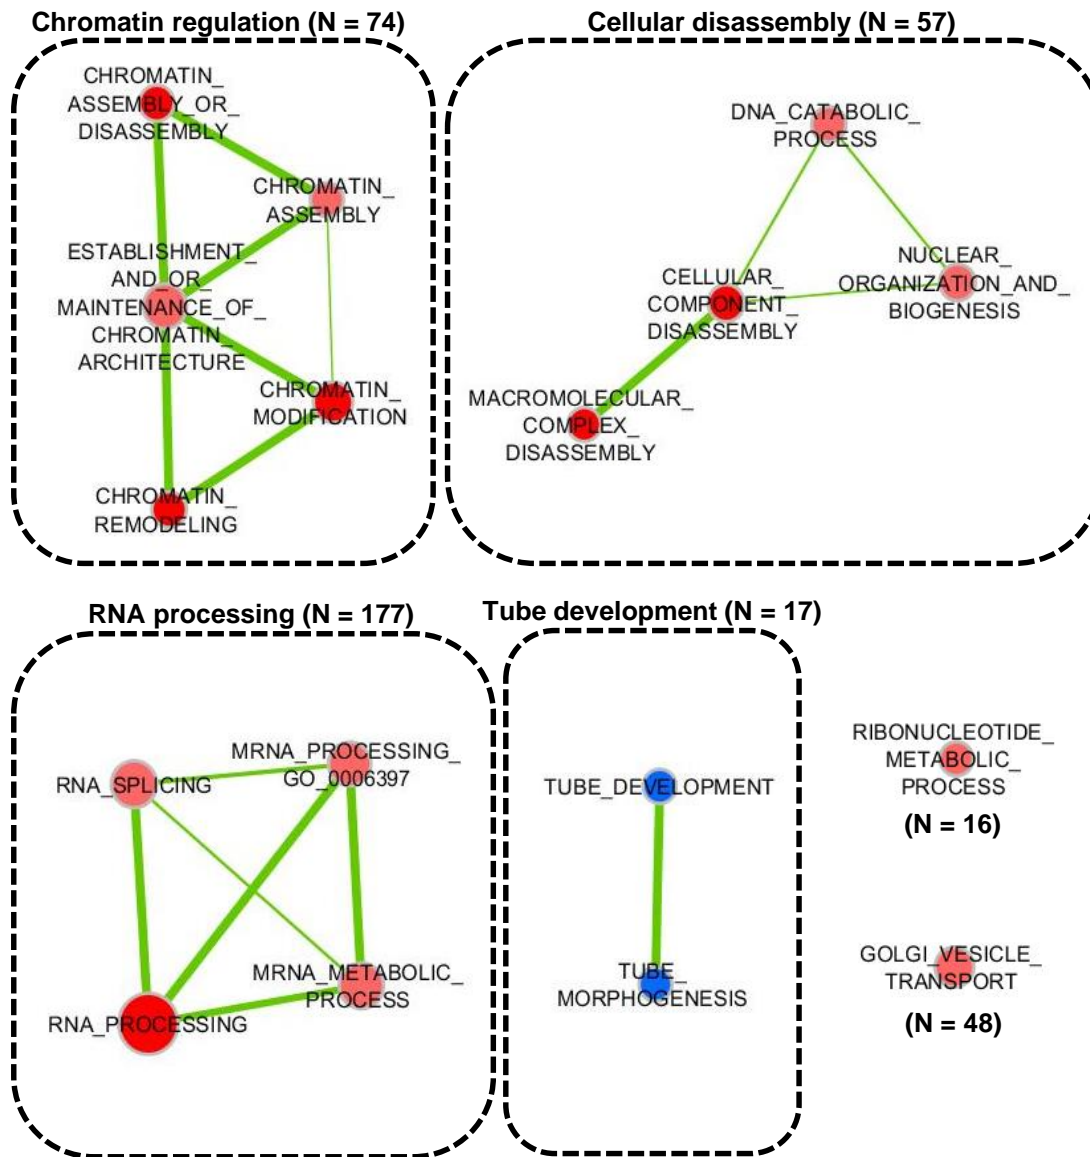 Chromatin regulation (N = 74)
CHROMATIN_
ASSEMBLY_OR_
DISASSEMBLY
CHROMATIN_
ASSEMBLY
ESTABLISHMENT_
AND_OR_
MAINTENANCE_OF_
CHROMATIN_
ARCHITECTURE
CHROMATIN_
MODIFICATION
CHROMATIN_
REMODELING
Cellular disassembly (N = 57)
DNA_CATABOLIC_
PROCESS
NUCLEAR_
ORGANIZATION_AND_
BIOGENESIS
CELLULAR_
COMPONENT_
DISASSEMBLY
MACROMOLECULAR_
COMPLEX_
DISASSEMBLY
RNA processing (N = 177)
MRNA_PROCESSING_
GO_0006397
RNA_SPLICING
MRNA_METABOLIC_
PROCESS
RNA_PROCESSING
Tube development (N = 17)
TUBE_DEVELOPMENT
TUBE_
MORPHOGENESIS
RIBONUCLEOTIDE_
METABOLIC_
PROCESS
(N = 16)
GOLGI_VESICLE_
TRANSPORT
(N = 48)